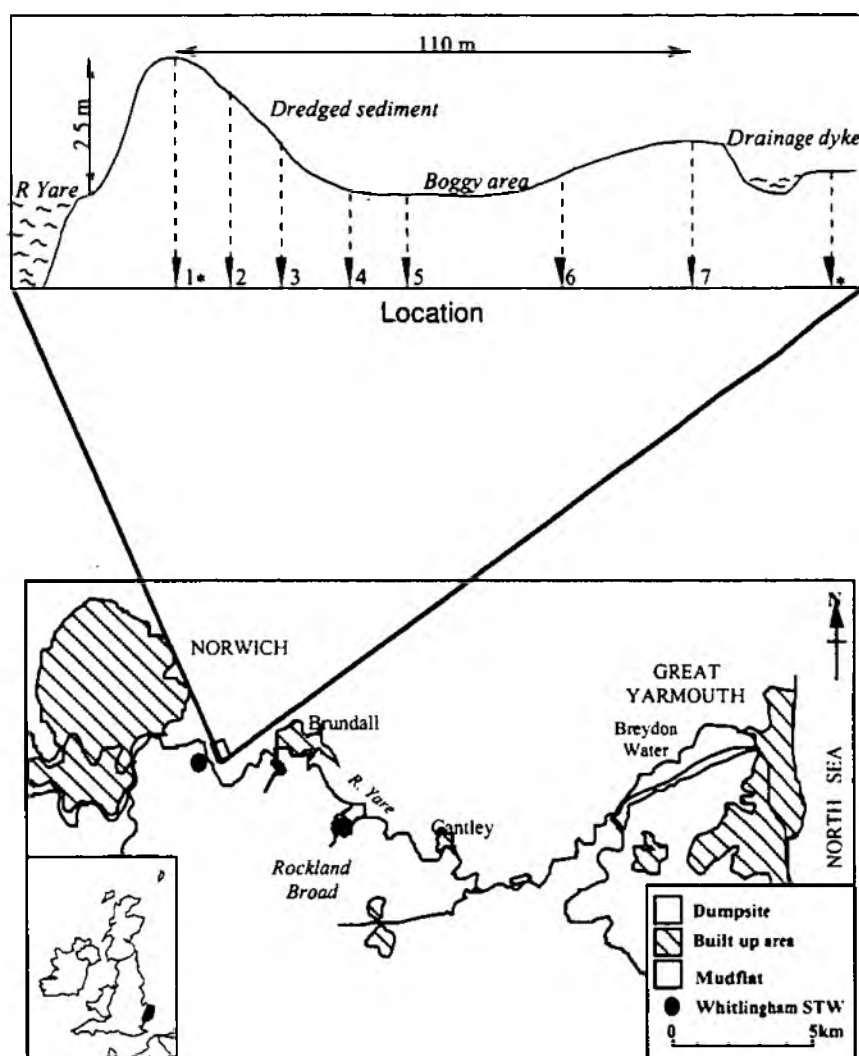 110 m
2.5 m
Dredged sediment
Drainage dyke
R Yare
Boggy area
1* 2 3 4 5 6 7 *
Location
N
NORWICH
GREAT
YARMOUTH
Brundall
Breydon
Water
R. Yare
Cantley
NORTH SEA
Rockland
Broad
Dumpsite
Built up area
Mudflat
Whitlingham STW
0 5km